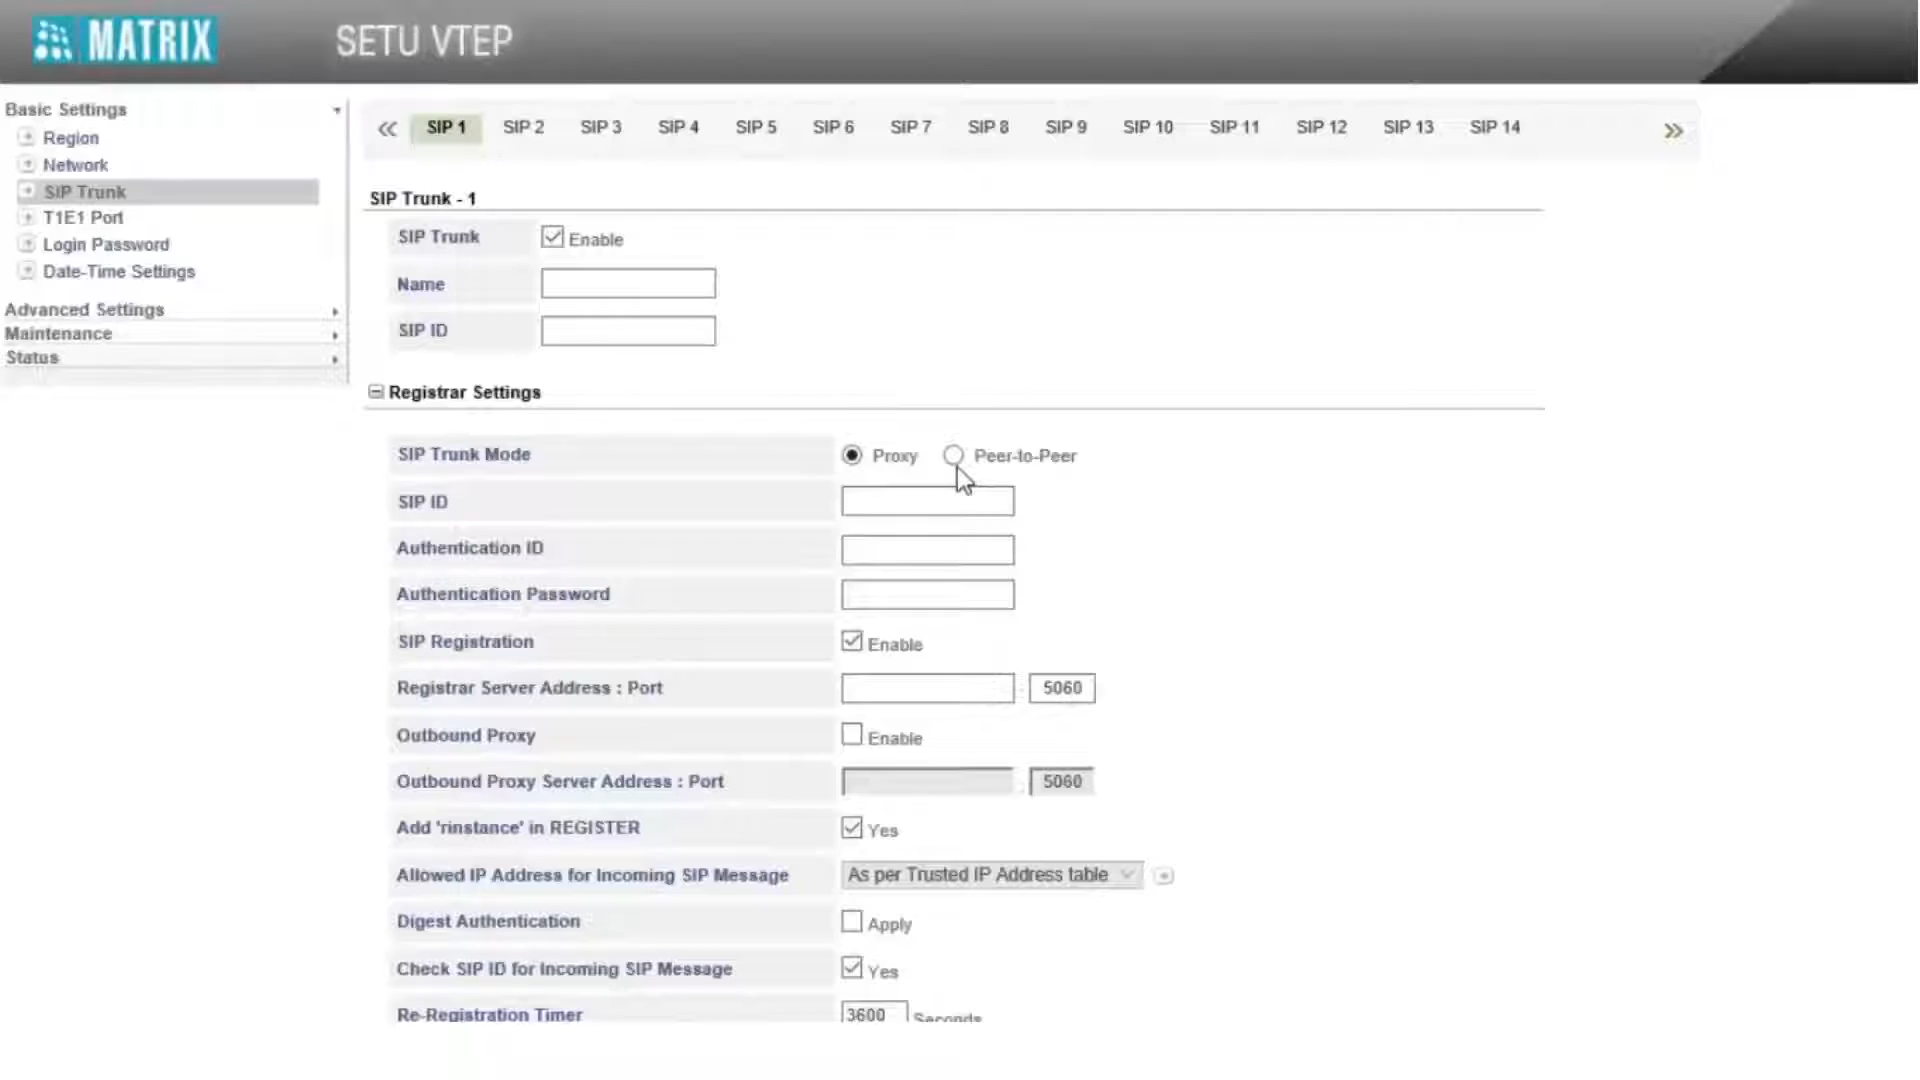 MATRIX
SETU VTEP
Basic Settings
Region
Network
SIP Trunk
T1E1 Port
Login Password
Date-Time Settings
Advanced Settings
Maintenance
Status
SIP 1 SIP 2 SIP 3 SIP 4 SIP 5 SIP 6 SIP 7 SIP 8 SIP 9 SIP 10 SIP 11 SIP 12 SIP 13 SIP 14
SIP Trunk - 1
SIP Trunk Enable
Name
SIP ID
Registrar Settings
SIP Trunk Mode Proxy Peer-to-Peer
SIP ID
Authentication ID
Authentication Password
SIP Registration Enable
Registrar Server Address : Port 5060
Outbound Proxy Enable
Outbound Proxy Server Address : Port 5060
Add 'rinstance' in REGISTER Yes
Allowed IP Address for Incoming SIP Message As per Trusted IP Address table
Digest Authentication Apply
Check SIP ID for Incoming SIP Message Yes
Re-Registration Timer 3600 Seconds